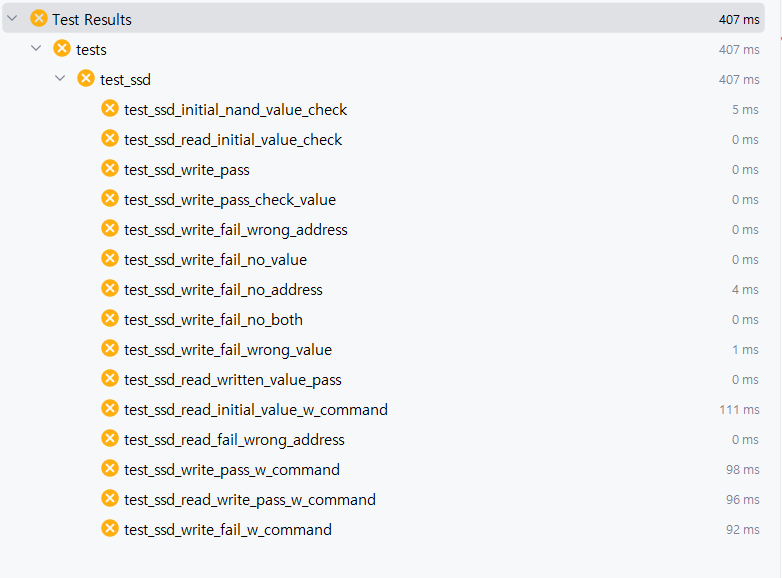 Test Results 407 ms
tests 407 ms
test_ssd 407 ms
test_ssd_initial_nand_value_check 5 ms
test_ssd_read_initial_value_check 0 ms
test_ssd_write_pass 0 ms
test_ssd_write_pass_check_value 0 ms
test_ssd_write_fail_wrong_address 0 ms
test_ssd_write_fail_no_value 0 ms
test_ssd_write_fail_no_address 4 ms
test_ssd_write_fail_no_both 0 ms
test_ssd_write_fail_wrong_value 1 ms
test_ssd_read_written_value_pass 0 ms
test_ssd_read_initial_value_w_command 111 ms
test_ssd_read_fail_wrong_address 0 ms
test_ssd_write_pass_w_command 98 ms
test_ssd_read_write_pass_w_command 96 ms
test_ssd_write_fail_w_command 92 ms